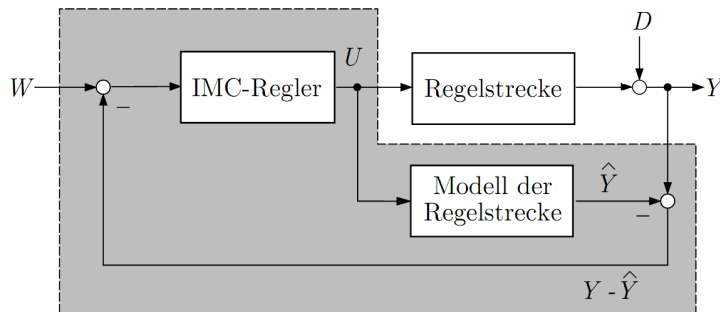 D
U
W
IMC-Regler
Regelstrecke
Y
−
Modell der
Regelstrecke
Ŷ
−
Y - Ŷ